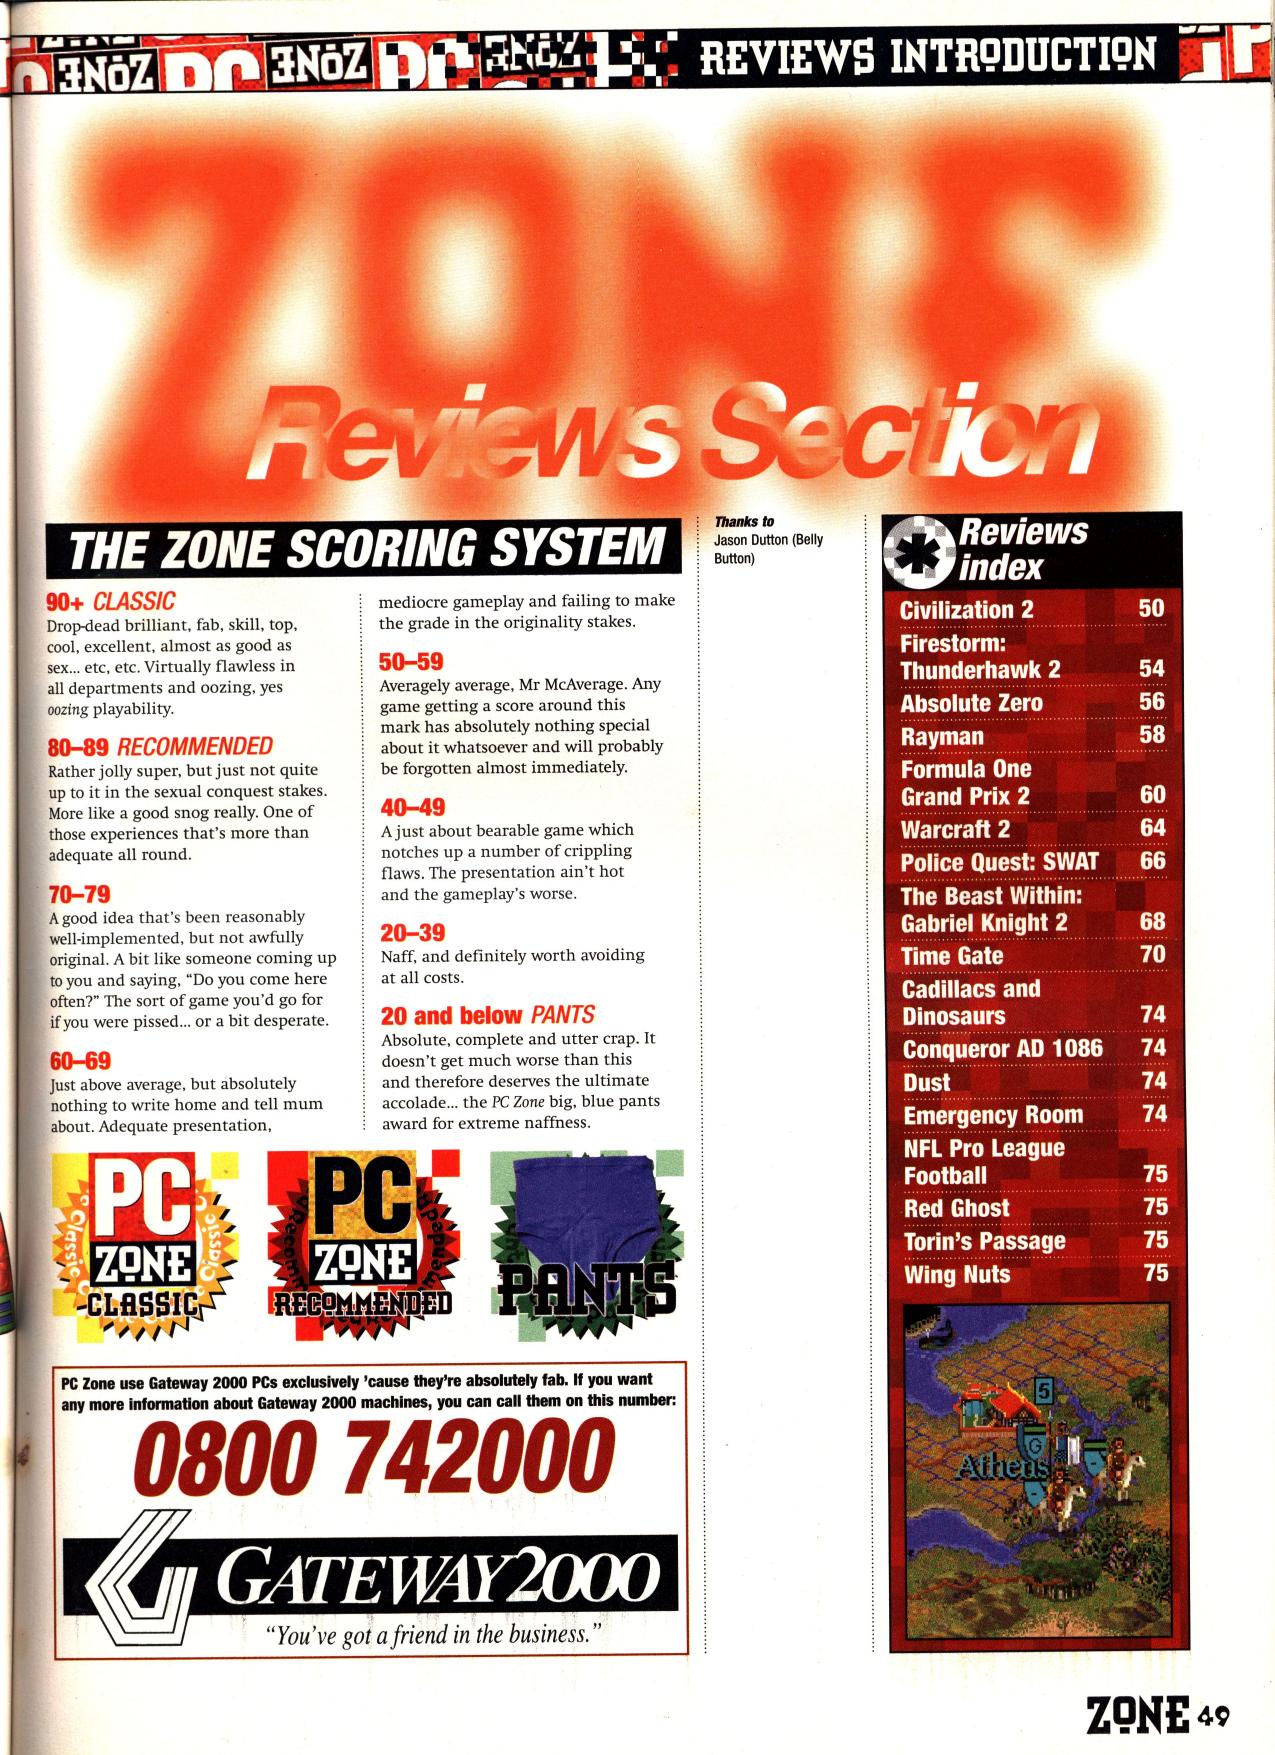 REVIEWS INTRODUCTION
ZONE
Reviews Section
THE ZONE SCORING SYSTEM
90+ CLASSIC
Drop-dead brilliant, fab, skill, top,
cool, excellent, almost as good as
sex... etc, etc. Virtually flawless in
all departments and oozing, yes
oozing playability.
80–89 RECOMMENDED
Rather jolly super, but just not quite
up to it in the sexual conquest stakes.
More like a good snog really. One of
those experiences that's more than
adequate all round.
70–79
A good idea that's been reasonably
well-implemented, but not awfully
original. A bit like someone coming up
to you and saying, “Do you come here
often?” The sort of game you'd go for
if you were pissed... or a bit desperate.
60–69
Just above average, but absolutely
nothing to write home and tell mum
about. Adequate presentation,
mediocre gameplay and failing to make
the grade in the originality stakes.
50–59
Averagely average, Mr McAverage. Any
game getting a score around this
mark has absolutely nothing special
about it whatsoever and will probably
be forgotten almost immediately.
40–49
A just about bearable game which
notches up a number of crippling
flaws. The presentation ain't hot
and the gameplay's worse.
20–39
Naff, and definitely worth avoiding
at all costs.
20 and below PANTS
Absolute, complete and utter crap. It
doesn't get much worse than this
and therefore deserves the ultimate
accolade... the PC Zone big, blue pants
award for extreme naffness.
PC
ZONE
CLASSIC
PC
ZONE
RECOMMENDED
PANTS
PC Zone use Gateway 2000 PCs exclusively 'cause they're absolutely fab. If you want
any more information about Gateway 2000 machines, you can call them on this number:
0800 742000
GATEWAY2000
“You've got a friend in the business.”
Thanks to
Jason Dutton (Belly
Button)
Reviews
index
Civilization 2 50
Firestorm:
Thunderhawk 2 54
Absolute Zero 56
Rayman 58
Formula One
Grand Prix 2 60
Warcraft 2 64
Police Quest: SWAT 66
The Beast Within:
Gabriel Knight 2 68
Time Gate 70
Cadillacs and
Dinosaurs 74
Conqueror AD 1086 74
Dust 74
Emergency Room 74
NFL Pro League
Football 75
Red Ghost 75
Torin's Passage 75
Wing Nuts 75
5
G
Athens
ZONE 49